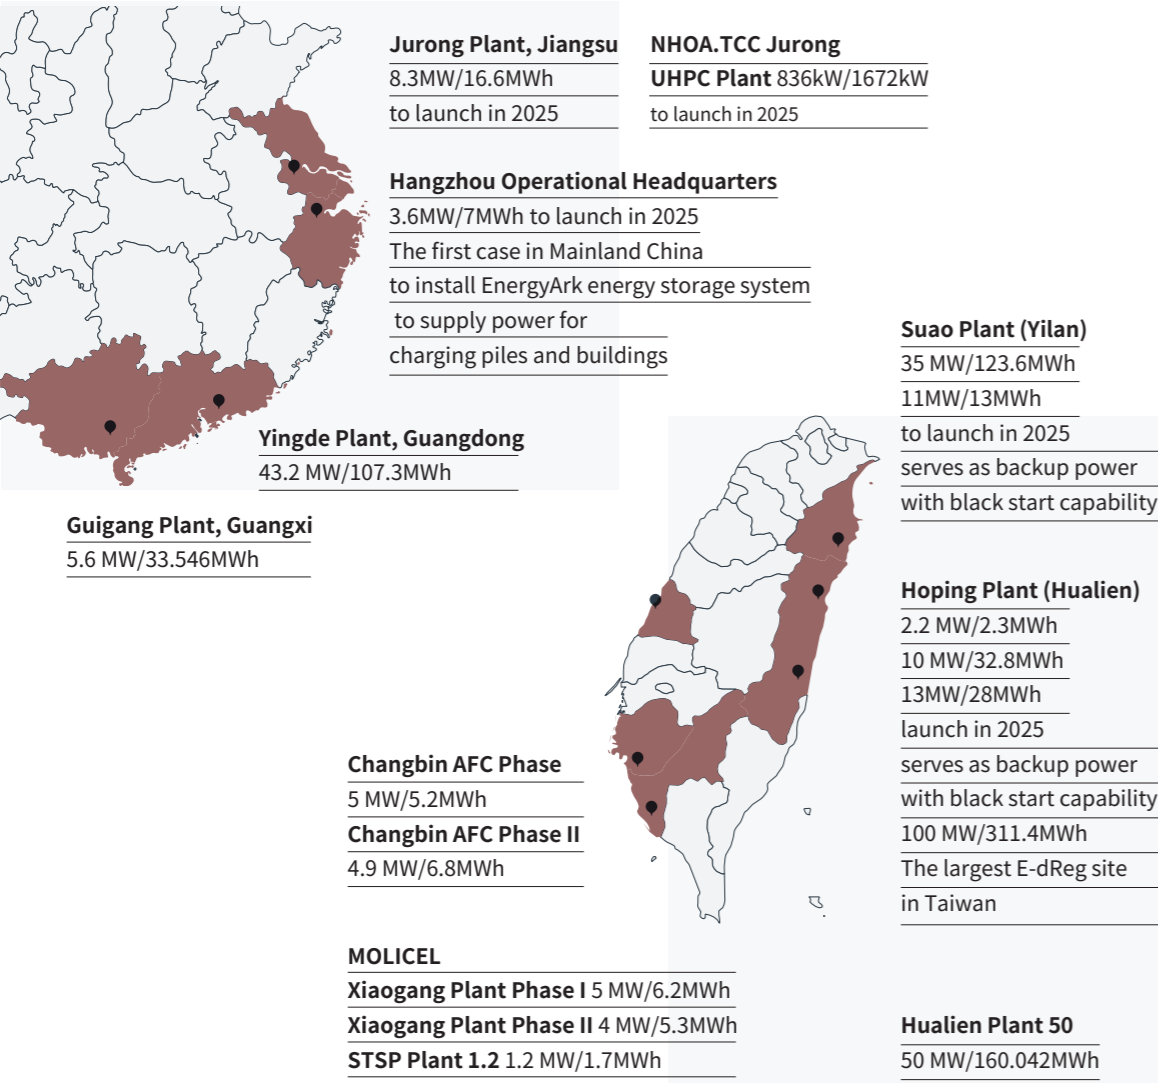 Jurong Plant, Jiangsu
8.3MW/16.6MWh
to launch in 2025
NHOA.TCC Jurong
UHPC Plant 836kW/1672kW
to launch in 2025
Hangzhou Operational Headquarters
3.6MW/7MWh to launch in 2025
The first case in Mainland China
to install EnergyArk energy storage system
to supply power for
charging piles and buildings
Yingde Plant, Guangdong
43.2 MW/107.3MWh
Guigang Plant, Guangxi
5.6 MW/33.546MWh
Suao Plant (Yilan)
35 MW/123.6MWh
11MW/13MWh
to launch in 2025
serves as backup power
with black start capability
Hoping Plant (Hualien)
2.2 MW/2.3MWh
10 MW/32.8MWh
13MW/28MWh
launch in 2025
serves as backup power
with black start capability
100 MW/311.4MWh
The largest E-dReg site
in Taiwan
Changbin AFC Phase
5 MW/5.2MWh
Changbin AFC Phase II
4.9 MW/6.8MWh
MOLICEL
Xiaogang Plant Phase I 5 MW/6.2MWh
Xiaogang Plant Phase II 4 MW/5.3MWh
STSP Plant 1.2 1.2 MW/1.7MWh
Hualien Plant 50
50 MW/160.042MWh